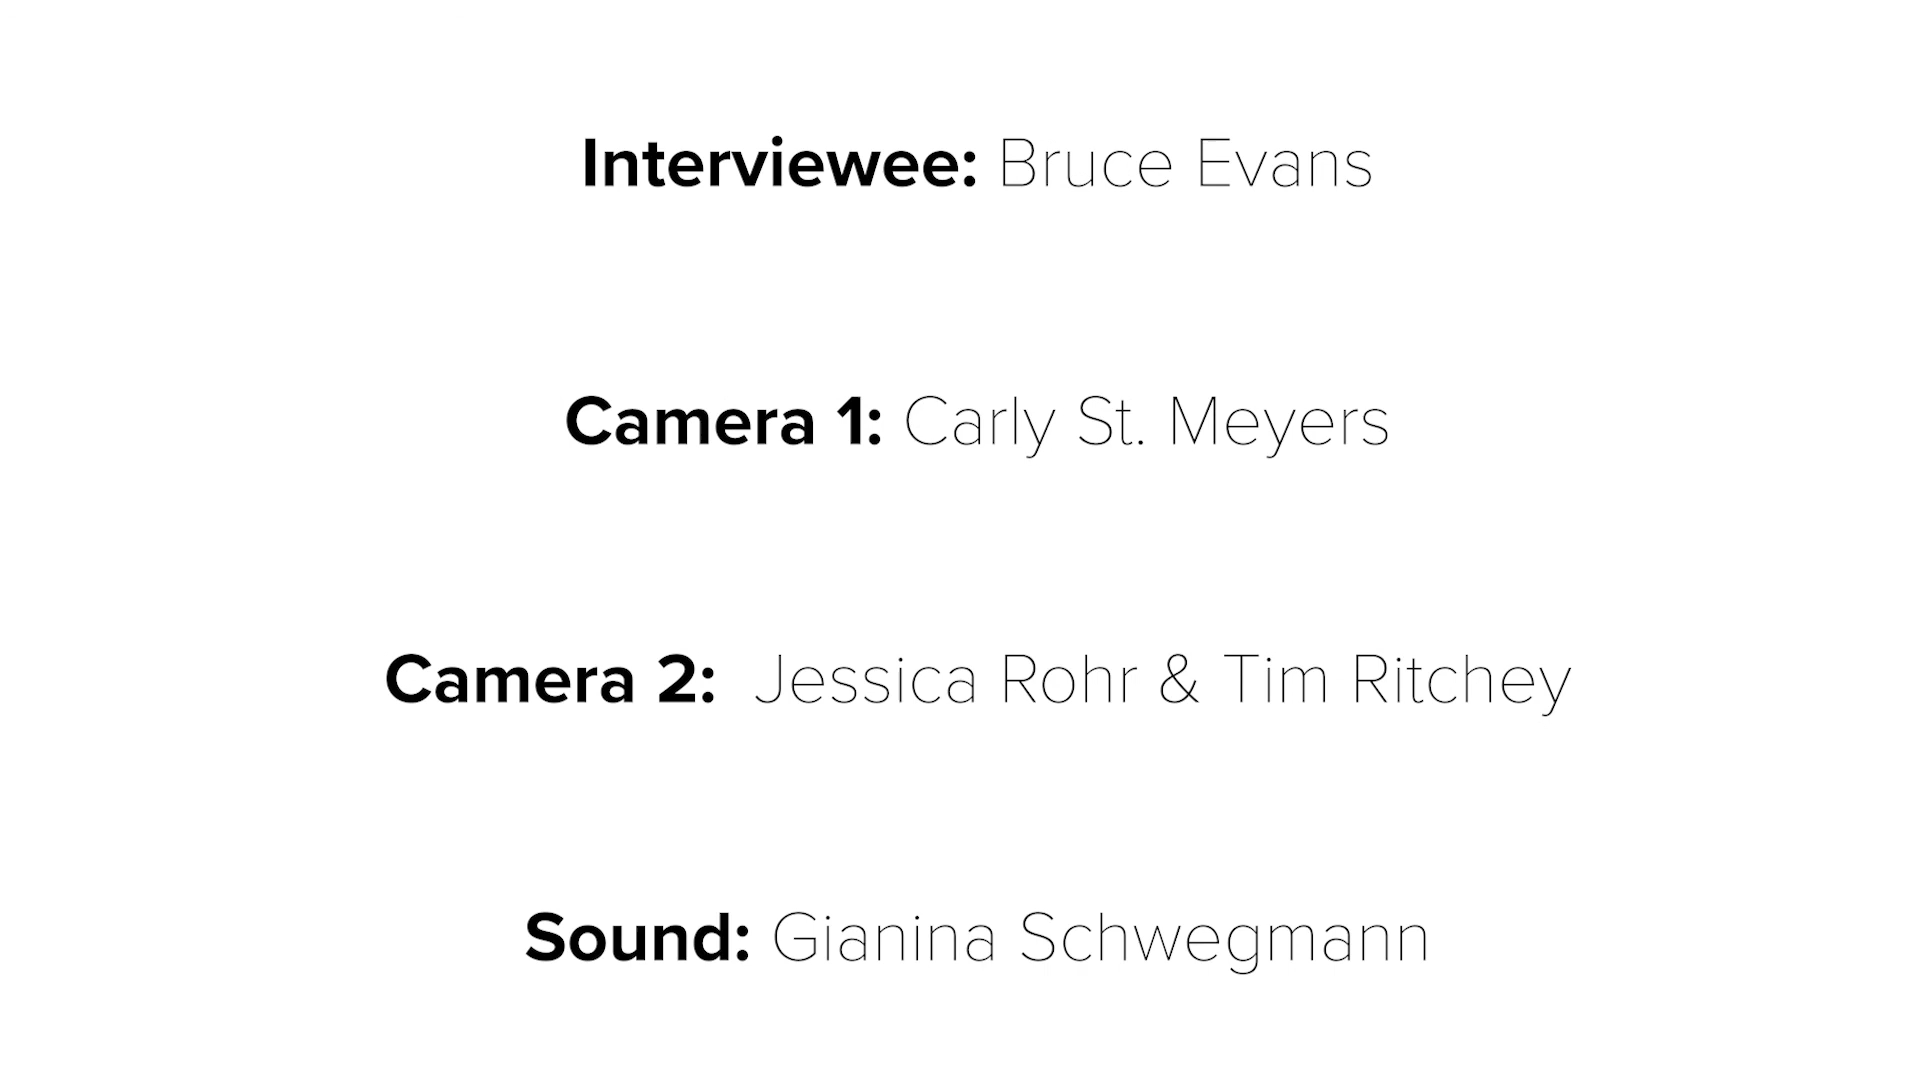 Interviewee: Bruce Evans
Camera 1: Carly St. Meyers
Camera 2: Jessica Rohr & Tim Ritchey
Sound: Gianina Schwegmann